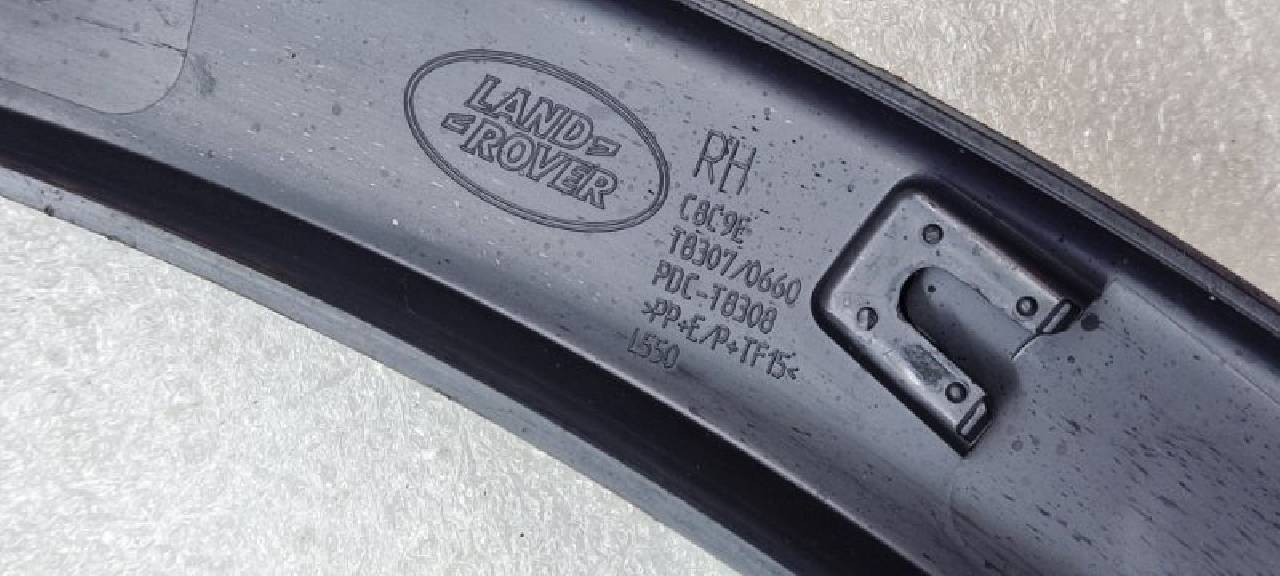 LAND
ROVER
RH
C8C9E
T8307/0660
PDC-T8308
>PP+E/P+TF15<
L550